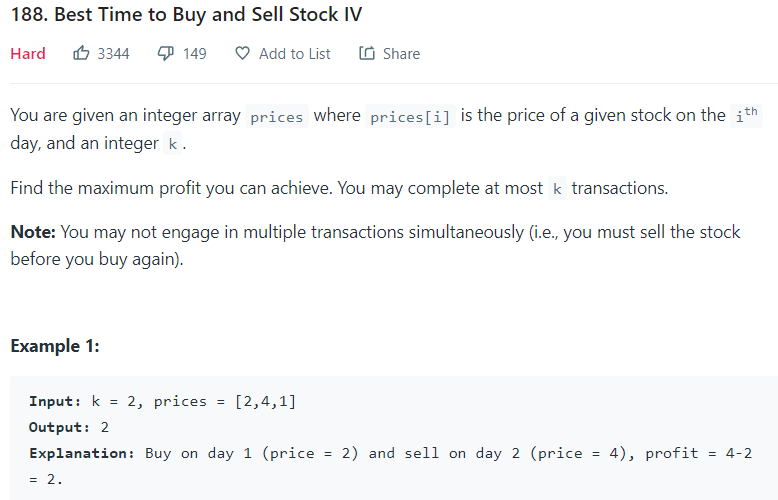 188. Best Time to Buy and Sell Stock IV
Hard 3344 149 Add to List Share
You are given an integer array prices where prices[i] is the price of a given stock on the ith
day, and an integer k.
Find the maximum profit you can achieve. You may complete at most k transactions.
Note: You may not engage in multiple transactions simultaneously (i.e., you must sell the stock
before you buy again).
Example 1:
Input: k = 2, prices = [2,4,1]
Output: 2
Explanation: Buy on day 1 (price = 2) and sell on day 2 (price = 4), profit = 4-2
= 2.